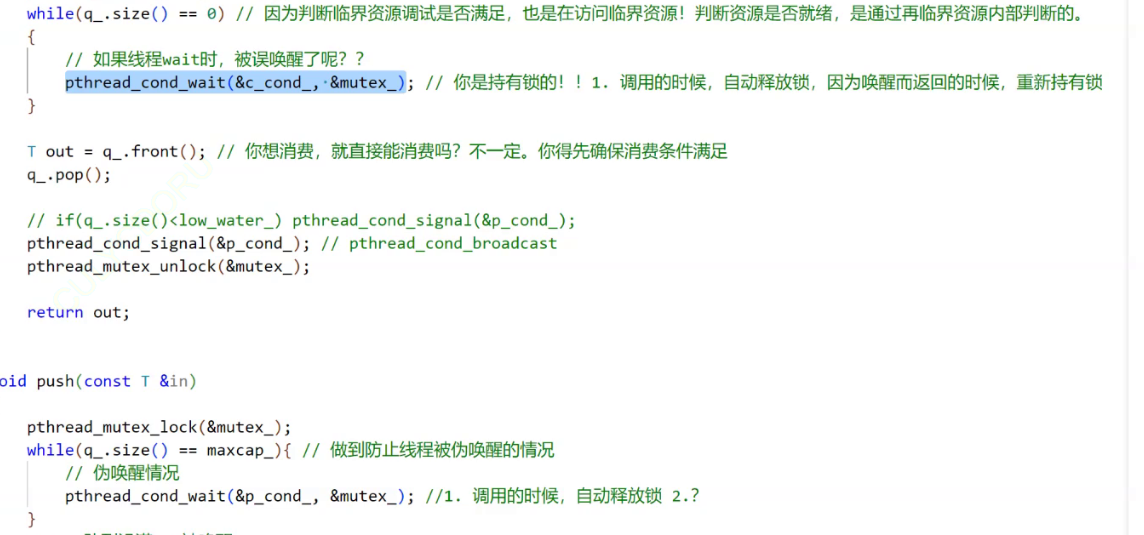 while(q_.size() == 0) // 因为判断临界资源调试是否满足，也是在访问临界资源！判断资源是否就绪，是通过再临界资源内部判断的。
{
// 如果线程wait时，被误唤醒了呢？？
pthread_cond_wait(&c_cond_, &mutex_); // 你是持有锁的！！1. 调用的时候，自动释放锁，因为唤醒而返回的时候，重新持有锁
}
T out = q_.front(); // 你想消费，就直接能消费吗？不一定。你得先确保消费条件满足
q_.pop();
// if(q_.size()<low_water_) pthread_cond_signal(&p_cond_);
pthread_cond_signal(&p_cond_); // pthread_cond_broadcast
pthread_mutex_unlock(&mutex_);
return out;
oid push(const T &in)
pthread_mutex_lock(&mutex_);
while(q_.size() == maxcap_){ // 做到防止线程被伪唤醒的情况
// 伪唤醒情况
pthread_cond_wait(&p_cond_, &mutex_); //1. 调用的时候，自动释放锁 2.?
}